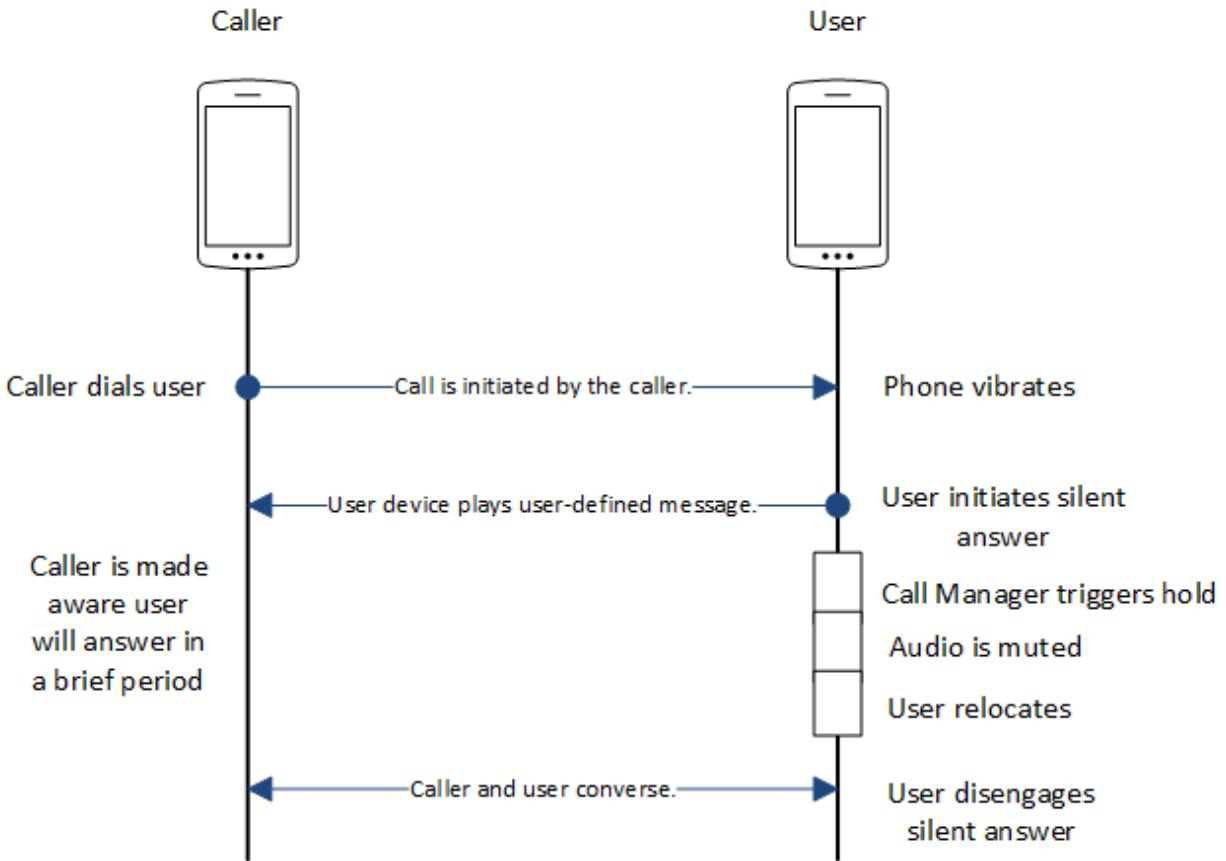 Caller
User
Caller dials user
Call is initiated by the caller.
Phone vibrates
User device plays user-defined message.
User initiates silent
answer
Caller is made
aware user
will answer in
a brief period
Call Manager triggers hold
Audio is muted
User relocates
Caller and user converse.
User disengages
silent answer